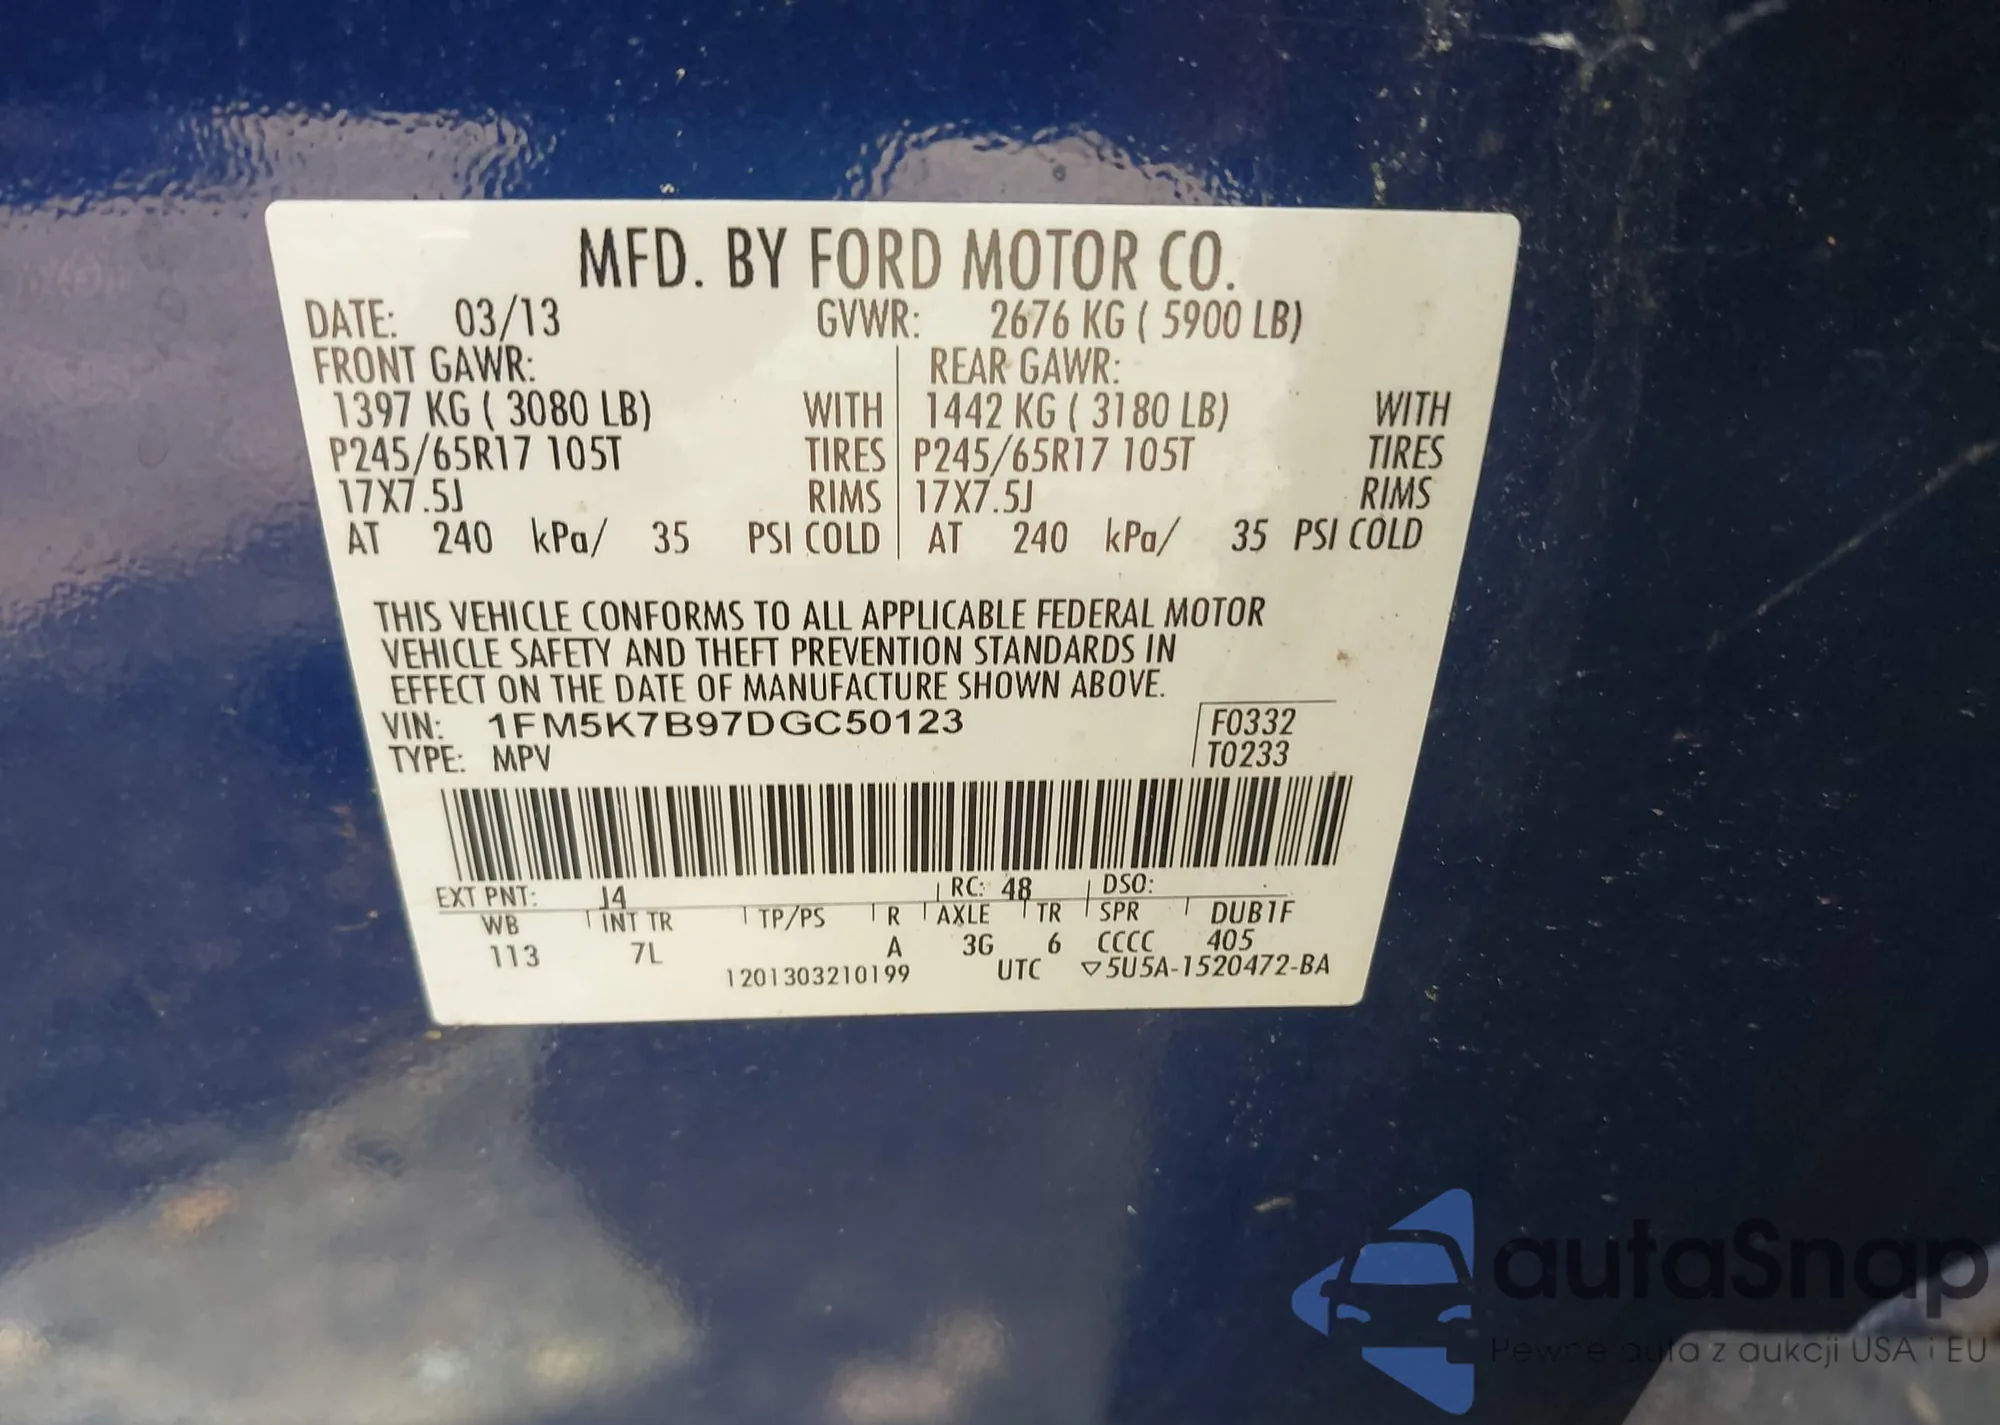 MFD. BY FORD MOTOR CO.
DATE: 03/13 GVWR: 2676 KG ( 5900 LB)
FRONT GAWR: REAR GAWR:
1397 KG ( 3080 LB) WITH 1442 KG ( 3180 LB) WITH
P245/65R17 105T TIRES P245/65R17 105T TIRES
17X7.5J RIMS 17X7.5J RIMS
AT 240 kPa/ 35 PSI COLD AT 240 kPa/ 35 PSI COLD
THIS VEHICLE CONFORMS TO ALL APPLICABLE FEDERAL MOTOR
VEHICLE SAFETY AND THEFT PREVENTION STANDARDS IN
EFFECT ON THE DATE OF MANUFACTURE SHOWN ABOVE.
VIN: 1FM5K7B97DGC50123 F0332
TYPE: MPV T0233
EXT PNT: J4 RC: 48 DSO:
WB INT TR TP/PS R AXLE TR SPR DUB1F
113 7L A 3G 6 CCCC 405
1201303210199 UTC ▽5U5A-1520472-BA
autaSnap
Pewne auta z aukcji USA i EU